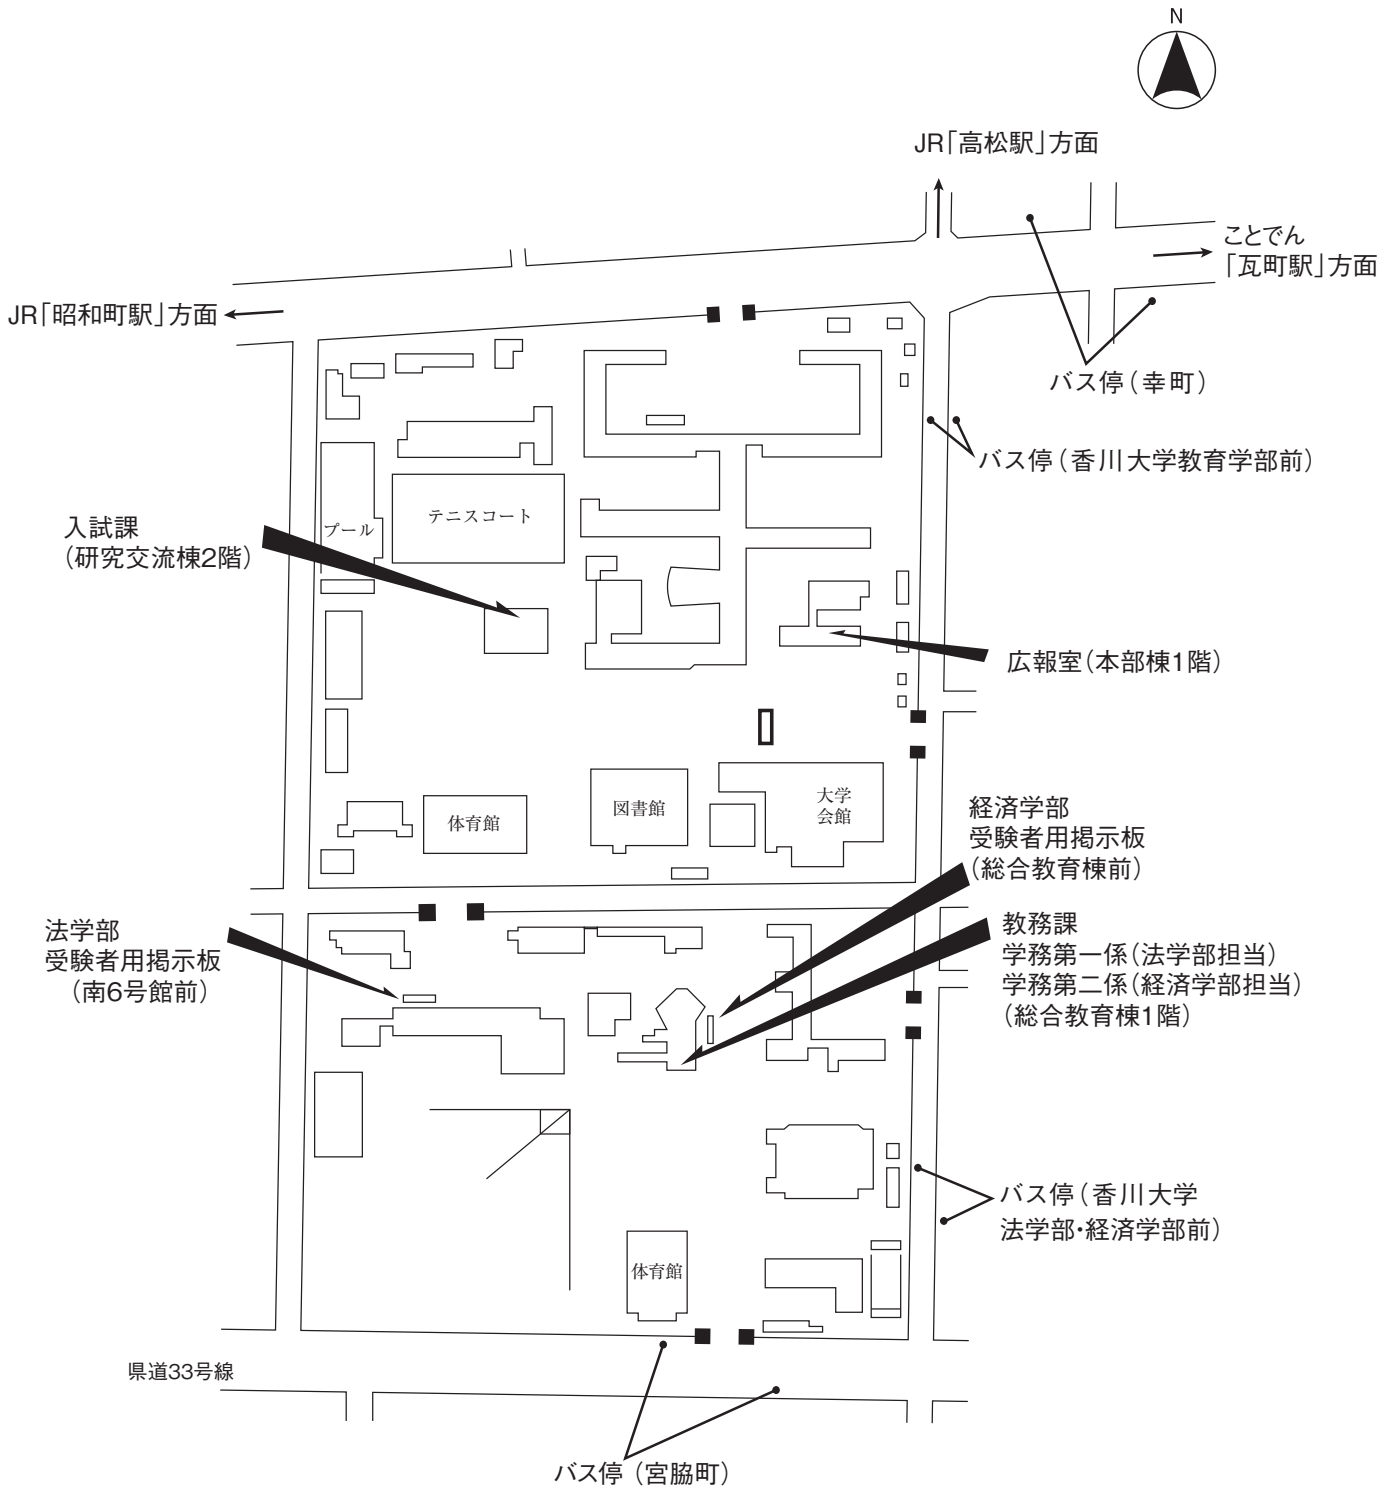 N
JR「高松駅」方面
ことでん
「瓦町駅」方面
JR「昭和町駅」方面
バス停（幸町）
バス停（香川大学教育学部前）
入試課
（研究交流棟2階）
プール
テニスコート
広報室（本部棟1階）
体育館
図書館
大学
会館
経済学部
受験者用掲示板
（総合教育棟前）
法学部
受験者用掲示板
（南6号館前）
教務課
学務第一係（法学部担当）
学務第二係（経済学部担当）
（総合教育棟1階）
バス停（香川大学
法学部・経済学部前）
体育館
県道33号線
バス停（宮脇町）